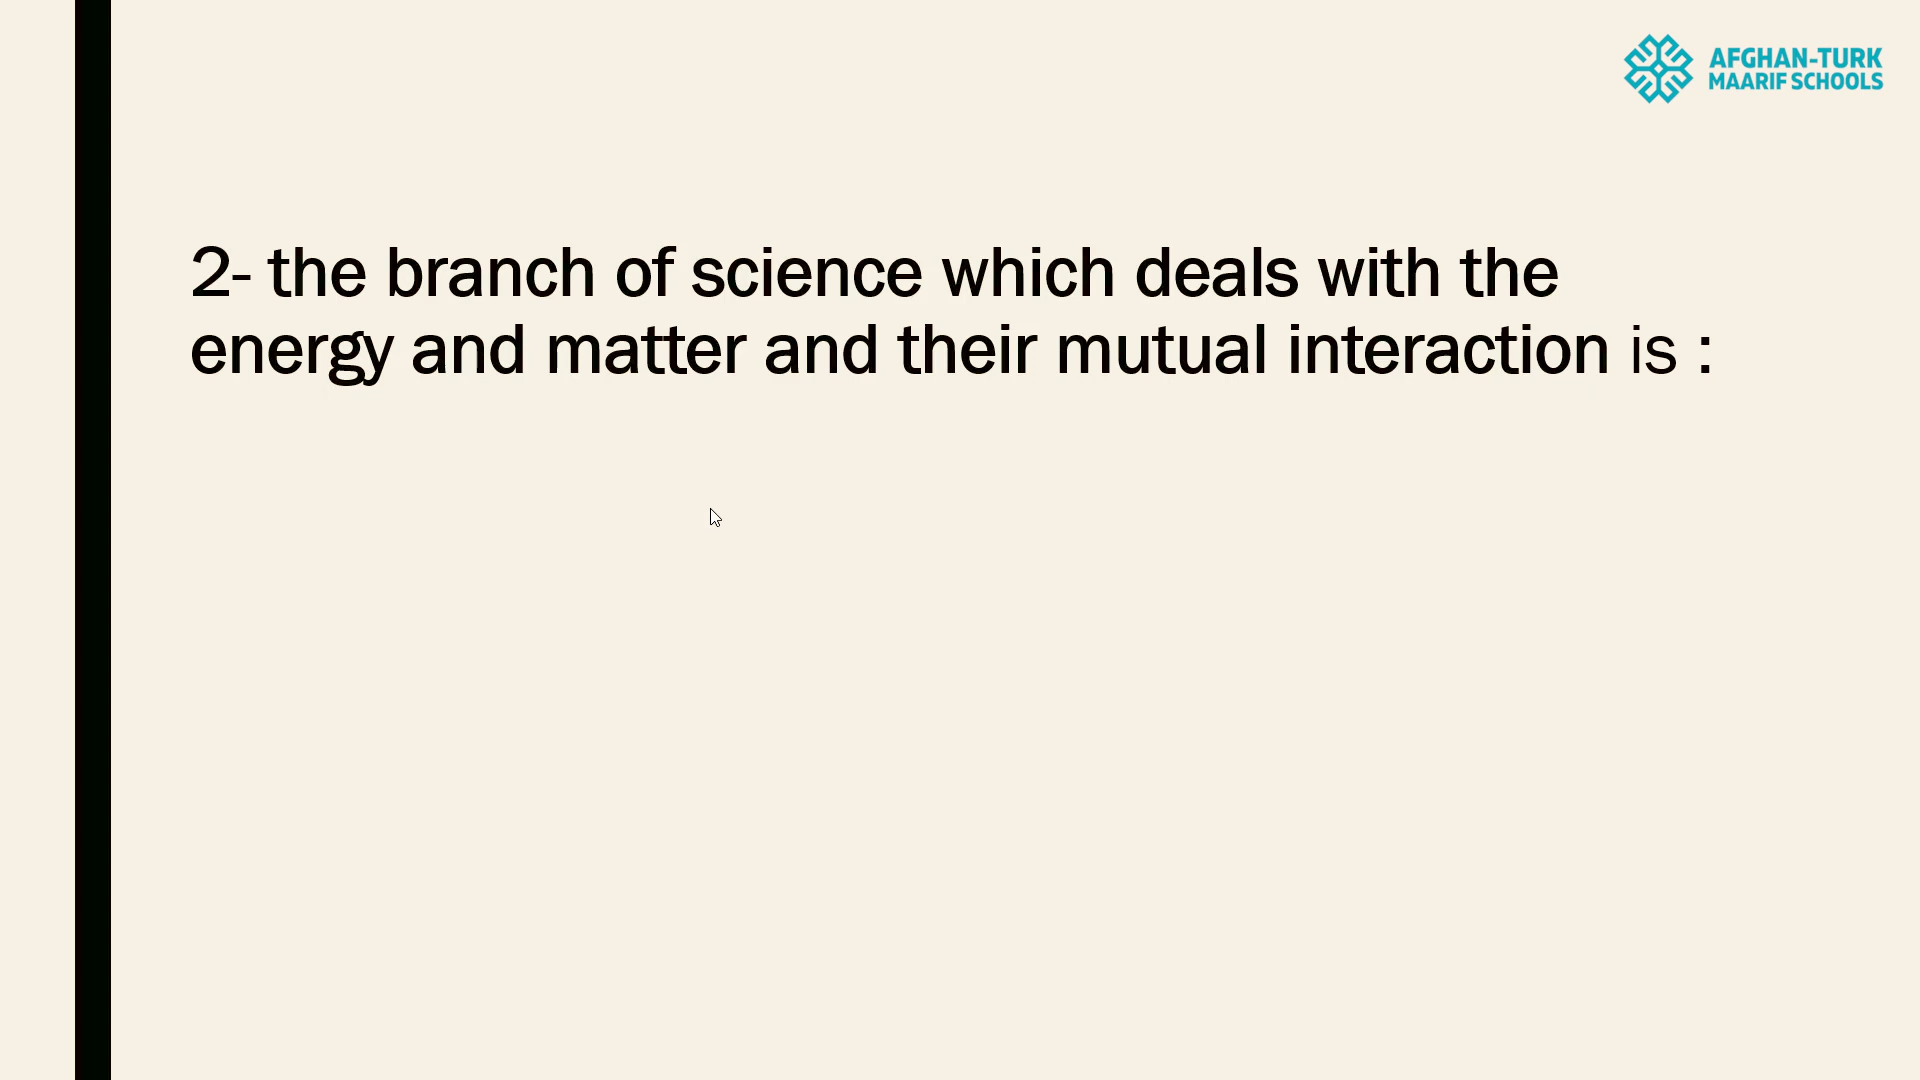 AFGHAN-TURK
MAARIF SCHOOLS
2- the branch of science which deals with the
energy and matter and their mutual interaction is :